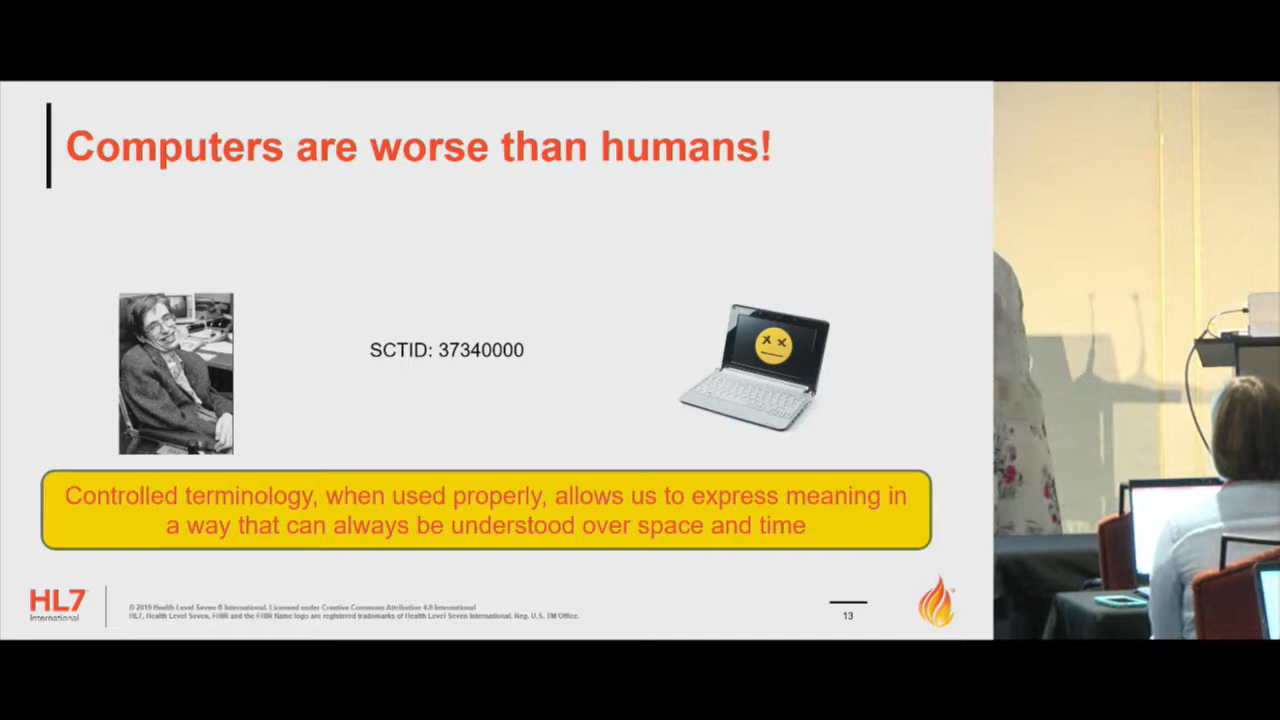 Computers are worse than humans!
SCTID: 37340000
Controlled terminology, when used properly, allows us to express meaning in
a way that can always be understood over space and time
HL7
International
© 2019 Health Level Seven ® International. Licensed under Creative Commons Attribution 4.0 International
HL7, Health Level Seven, FHIR and the FHIR flame logo are registered trademarks of Health Level Seven International. Reg. U.S. TM Office.
13